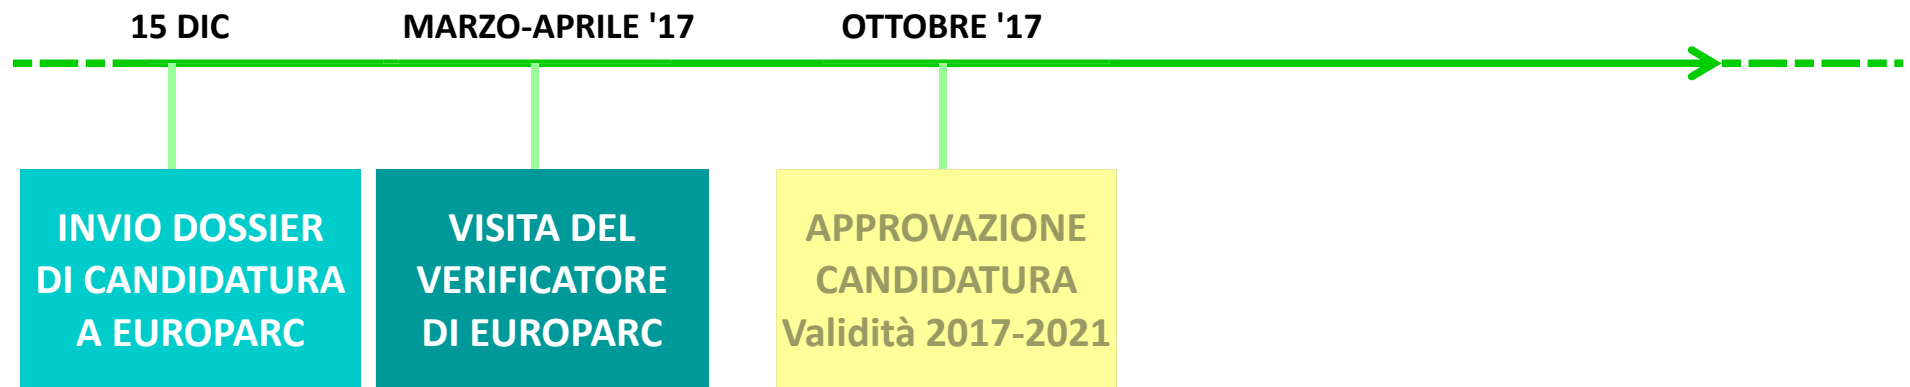 15 DIC
MARZO-APRILE '17
OTTOBRE '17
INVIO DOSSIER
DI CANDIDATURA
A EUROPARC
VISITA DEL
VERIFICATORE
DI EUROPARC
APPROVAZIONE
CANDIDATURA
Validità 2017-2021